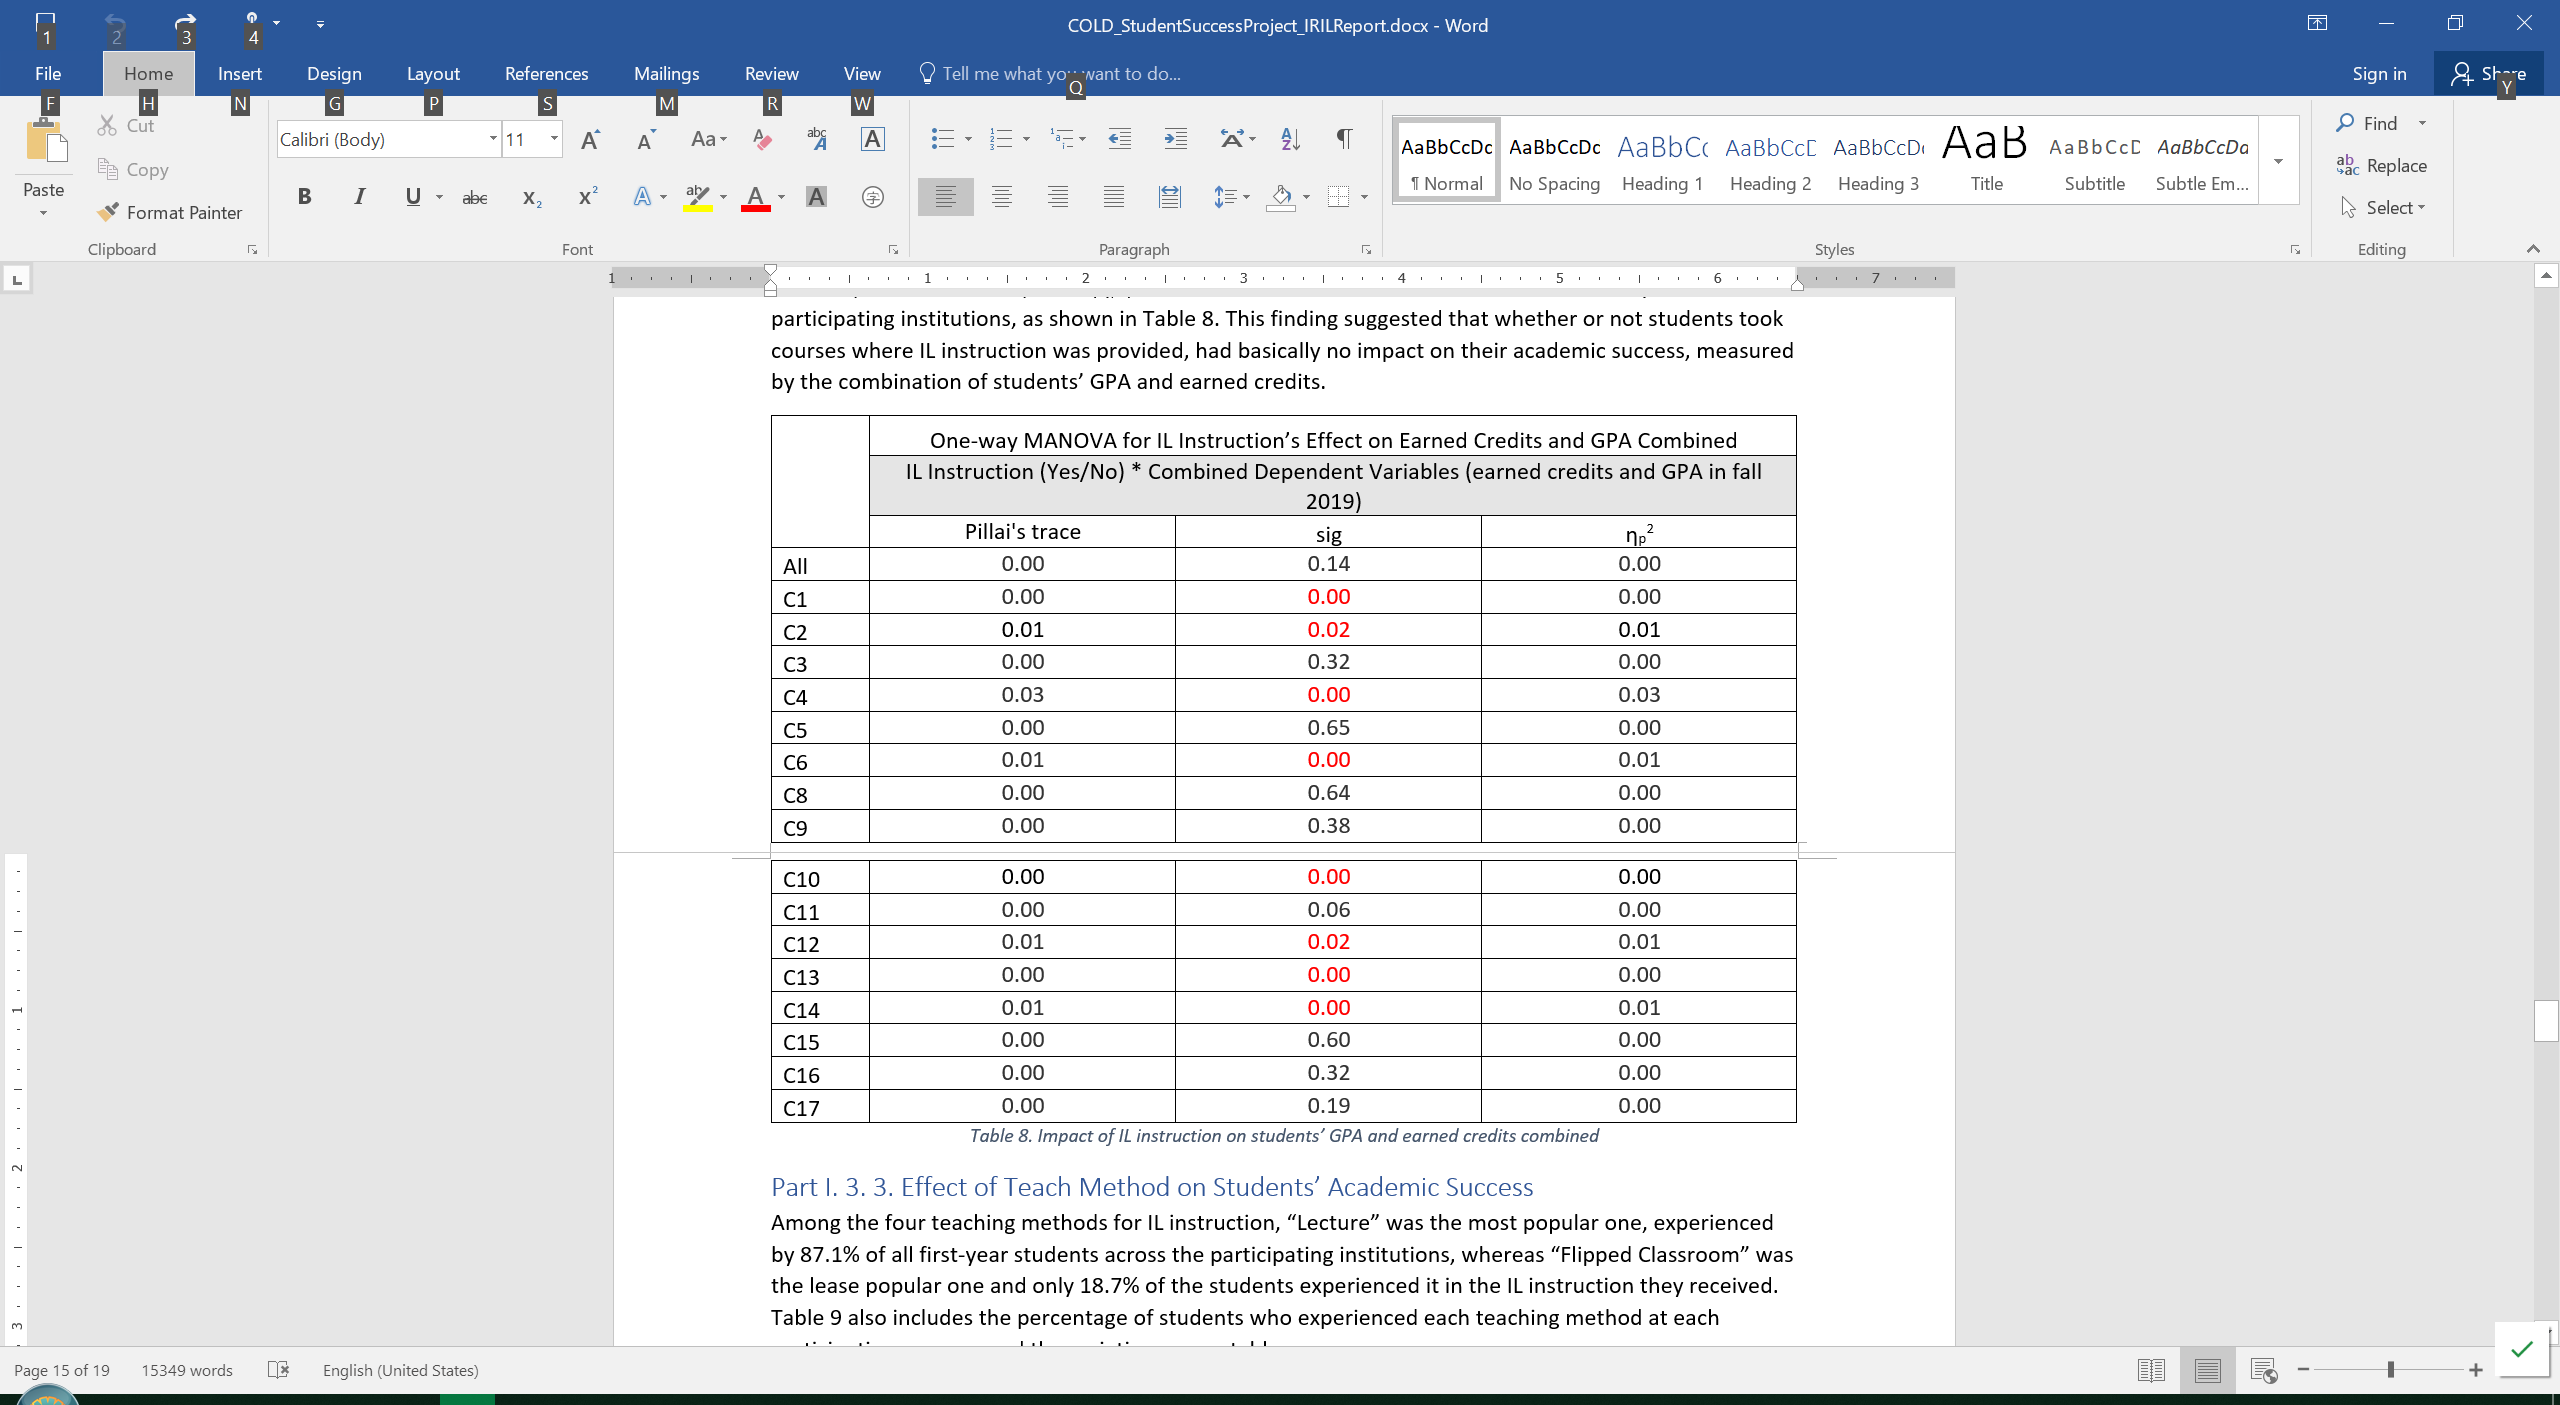 COLD_StudentSuccessProject_IRILReport.docx - Word
1 2 3 4
File Home Insert Design Layout References Mailings Review View Tell me what you want to do... Sign in Share
F H N G P S M R W Q Y
Paste
Cut
Copy
Format Painter
Clipboard
Calibri (Body) 11
Font
Paragraph
AaBbCcDc AaBbCcDc AaBbCc AaBbCcD AaBbCcDc AaB AaBbCcD AaBbCcDa
¶ Normal No Spacing Heading 1 Heading 2 Heading 3 Title Subtitle Subtle Em...
Styles
Find
Replace
Select
Editing
1 1 2 3 4 5 6 7
participating institutions, as shown in Table 8. This finding suggested that whether or not students took
courses where IL instruction was provided, had basically no impact on their academic success, measured
by the combination of students’ GPA and earned credits.
One-way MANOVA for IL Instruction’s Effect on Earned Credits and GPA Combined
IL Instruction (Yes/No) * Combined Dependent Variables (earned credits and GPA in fall
2019)
Pillai's trace sig ηp2
All 0.00 0.14 0.00
C1 0.00 0.00 0.00
C2 0.01 0.02 0.01
C3 0.00 0.32 0.00
C4 0.03 0.00 0.03
C5 0.00 0.65 0.00
C6 0.01 0.00 0.01
C8 0.00 0.64 0.00
C9 0.00 0.38 0.00
C10 0.00 0.00 0.00
C11 0.00 0.06 0.00
C12 0.01 0.02 0.01
C13 0.00 0.00 0.00
C14 0.01 0.00 0.01
C15 0.00 0.60 0.00
C16 0.00 0.32 0.00
C17 0.00 0.19 0.00
Table 8. Impact of IL instruction on students’ GPA and earned credits combined
Part I. 3. 3. Effect of Teach Method on Students’ Academic Success
Among the four teaching methods for IL instruction, “Lecture” was the most popular one, experienced
by 87.1% of all first-year students across the participating institutions, whereas “Flipped Classroom” was
the lease popular one and only 18.7% of the students experienced it in the IL instruction they received.
Table 9 also includes the percentage of students who experienced each teaching method at each
1
2
3
Page 15 of 19 15349 words English (United States)